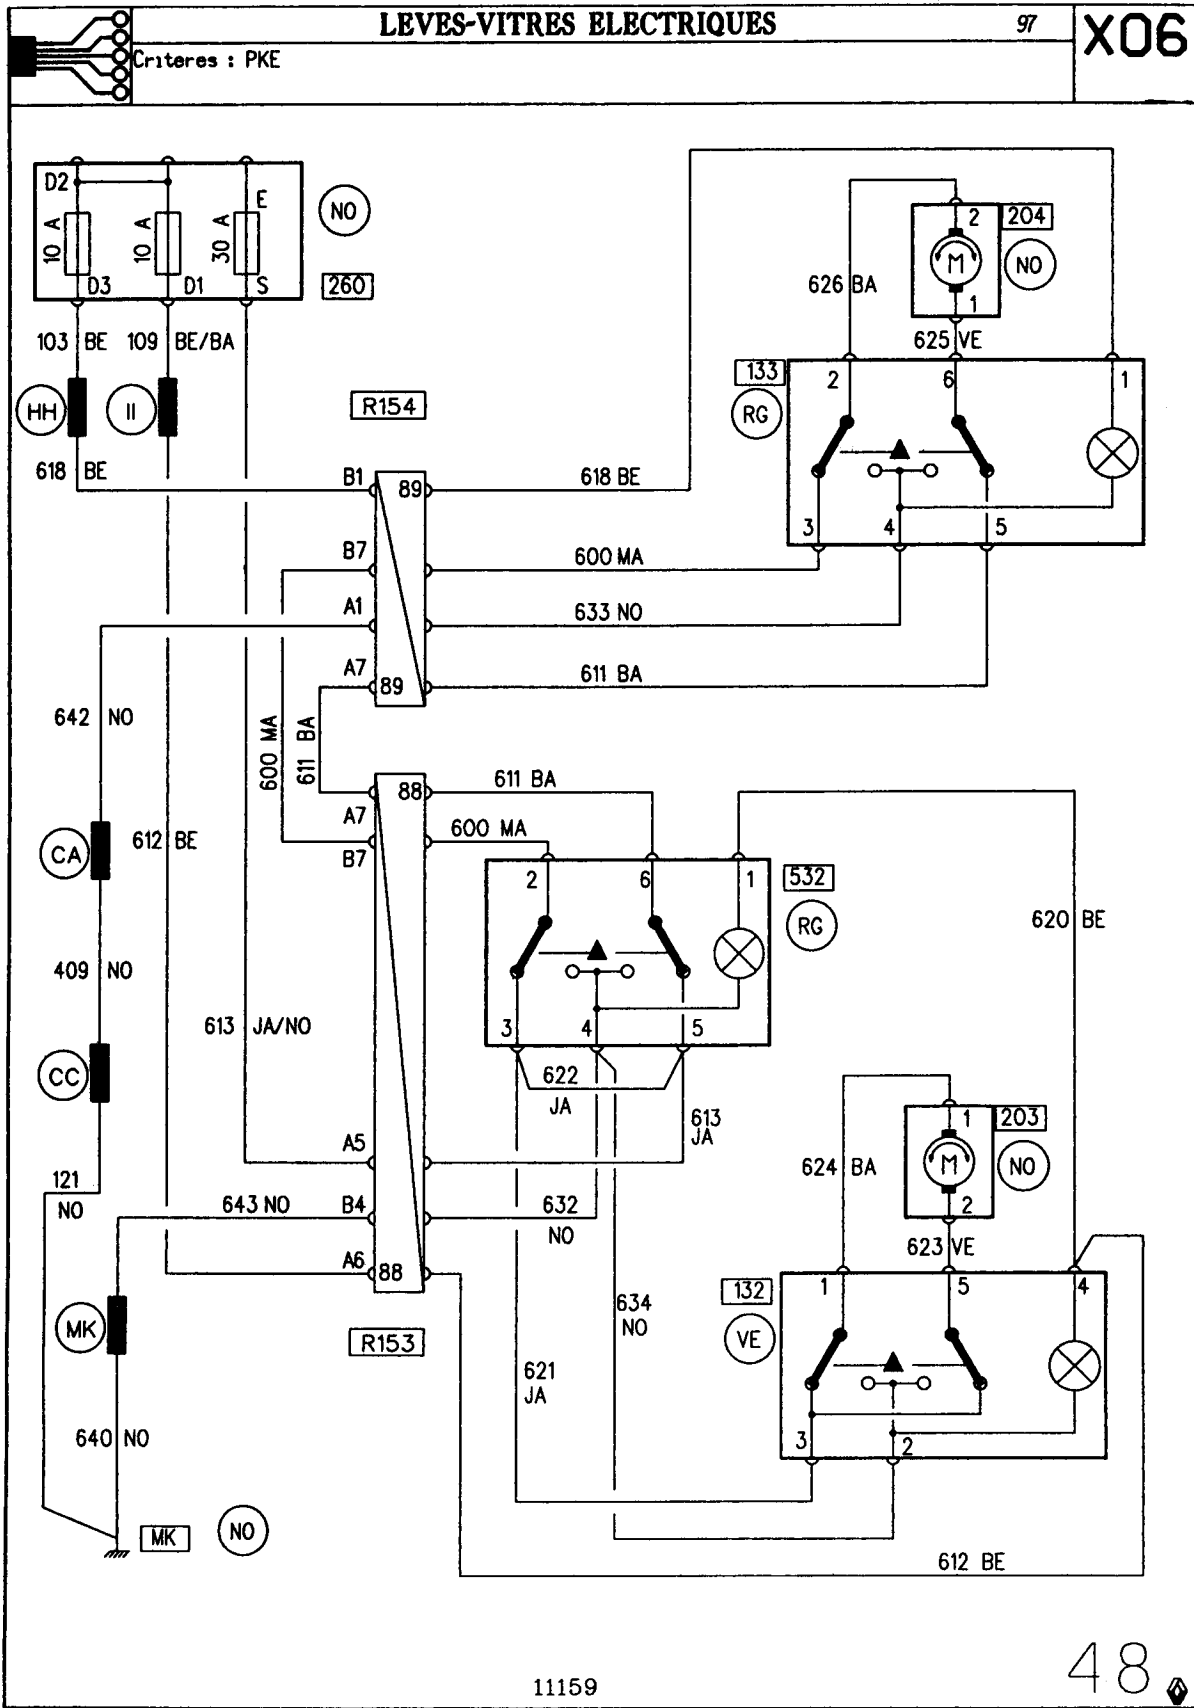 LEVES-VITRES ELECTRIQUES
97
X06
Criteres : PKE
D2
E
10 A
10 A
30 A
NO
D3
D1
S
260
103 BE
109 BE/BA
HH
II
618 BE
R154
2
204
M
NO
626 BA
1
625 VE
133
RG
2
6
1
B1
89
618 BE
3
4
5
B7
600 MA
A1
633 NO
A7
89
611 BA
642 NO
600 MA
611 BA
88
611 BA
A7
600 MA
B7
CA
612 BE
2
6
1
532
RG
620 BE
409 NO
613 JA/NO
3
4
5
CC
622
JA
613
JA
1
203
M
NO
624 BA
2
A5
121
NO
643 NO
B4
632
NO
623 VE
A6
88
132
VE
1
5
4
MK
634
NO
R153
621
JA
3
2
640 NO
MK
NO
612 BE
11159
48